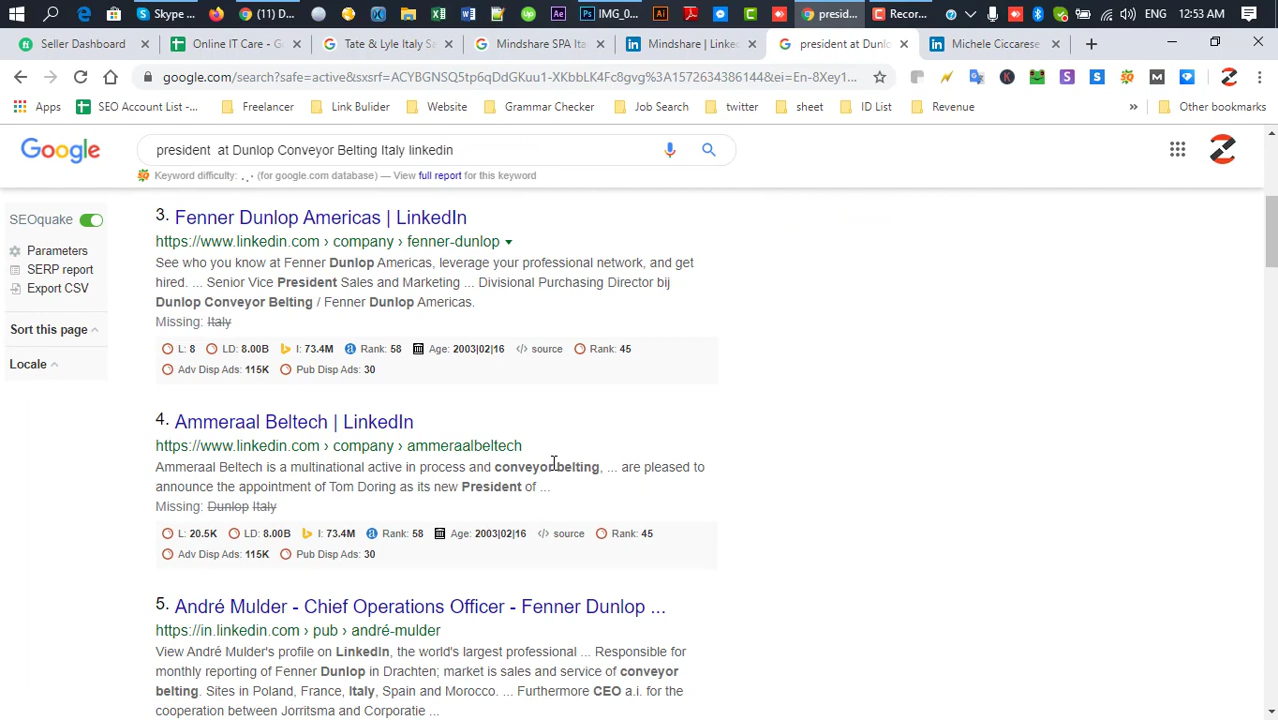 Skype ...
(1) D...
IMG_0...
presid...
Recor...
ENG
12:53 AM
Seller Dashboard
Online IT Care - G...
Tate & Lyle Italy Sa
Mindshare SPA Ita
Mindshare | Linke
president at Dunlo
Michele Ciccarese
google.com/search?safe=active&sxsrf=ACYBGNSQ5tp6qDdGKuu1-XKbbLK4Fc8gvg%3A1572634386144&ei=En-8Xey1...
Apps
SEO Account List -...
Freelancer
Link Bulider
Website
Grammar Checker
Job Search
twitter
sheet
ID List
Revenue
»
Other bookmarks
Google
president at Dunlop Conveyor Belting Italy linkedin
Keyword difficulty: . . . (for google.com database) — View full report for this keyword
SEOquake
Parameters
SERP report
Export CSV
Sort this page
Locale
3. Fenner Dunlop Americas | LinkedIn
https://www.linkedin.com › company › fenner-dunlop
See who you know at Fenner Dunlop Americas, leverage your professional network, and get
hired. ... Senior Vice President Sales and Marketing ... Divisional Purchasing Director bij
Dunlop Conveyor Belting / Fenner Dunlop Americas.
Missing: Italy
L: 8 LD: 8.00B I: 73.4M Rank: 58 Age: 2003|02|16 </> source Rank: 45
Adv Disp Ads: 115K Pub Disp Ads: 30
4. Ammeraal Beltech | LinkedIn
https://www.linkedin.com › company › ammeraalbeltech
Ammeraal Beltech is a multinational active in process and conveyor belting, ... are pleased to
announce the appointment of Tom Doring as its new President of ...
Missing: Dunlop Italy
L: 20.5K LD: 8.00B I: 73.4M Rank: 58 Age: 2003|02|16 </> source Rank: 45
Adv Disp Ads: 115K Pub Disp Ads: 30
5. André Mulder - Chief Operations Officer - Fenner Dunlop ...
https://in.linkedin.com › pub › andré-mulder
View André Mulder's profile on LinkedIn, the world's largest professional ... Responsible for
monthly reporting of Fenner Dunlop in Drachten; market is sales and service of conveyor
belting. Sites in Poland, France, Italy, Spain and Morocco. ... Furthermore CEO a.i. for the
cooperation between Jorritsma and Corporatie ...